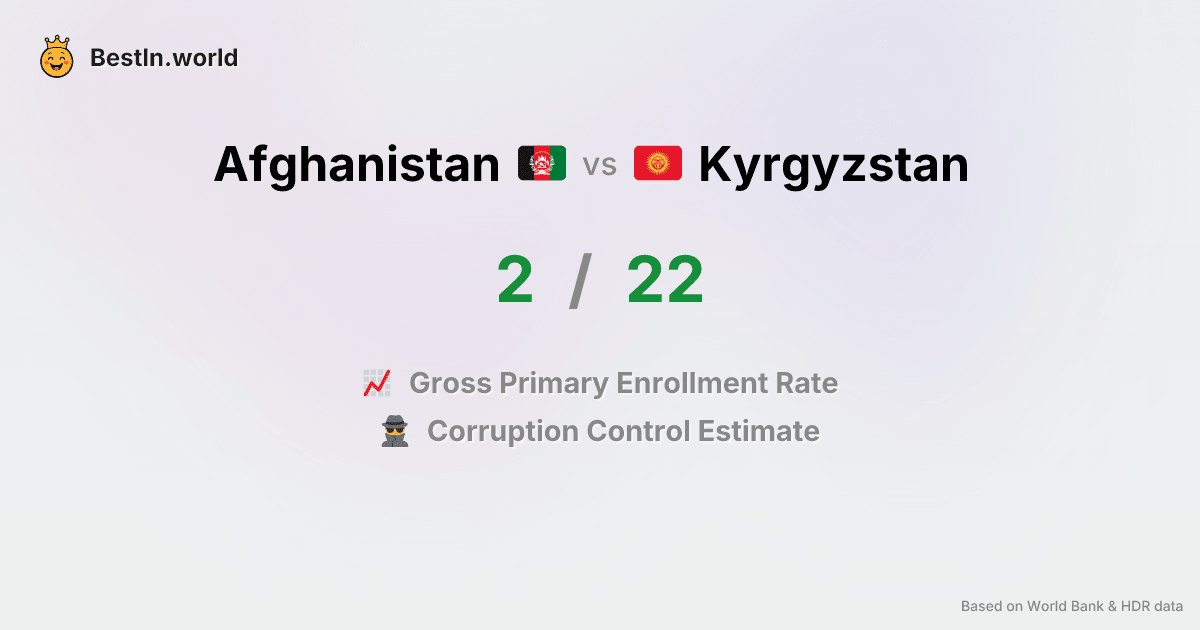 BestIn.world
Afghanistan vs Kyrgyzstan
2 / 22
Gross Primary Enrollment Rate
Corruption Control Estimate
Based on World Bank & HDR data